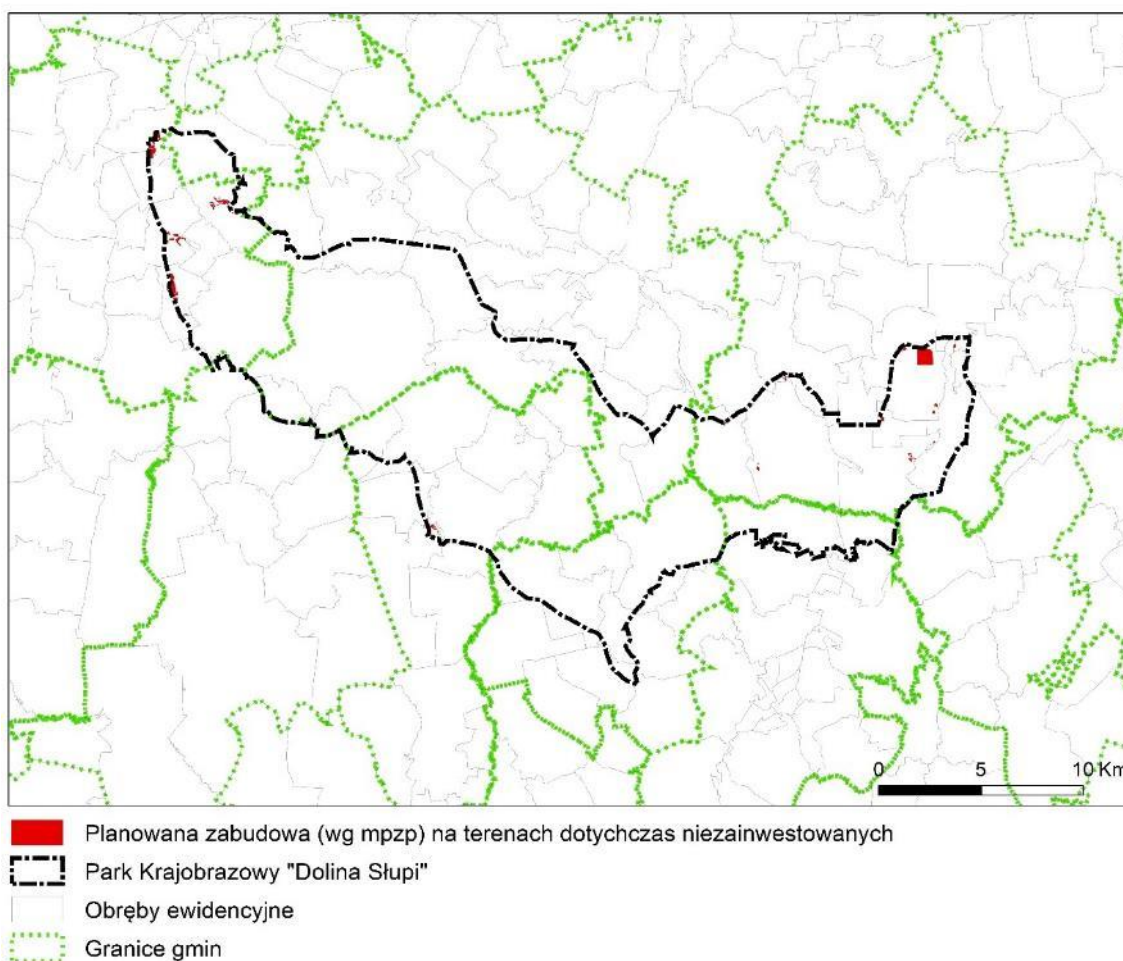 0 5 10 Km
Planowana zabudowa (wg mpzp) na terenach dotychczas niezainwestowanych
Park Krajobrazowy "Dolina Słupi"
Obręby ewidencyjne
Granice gmin